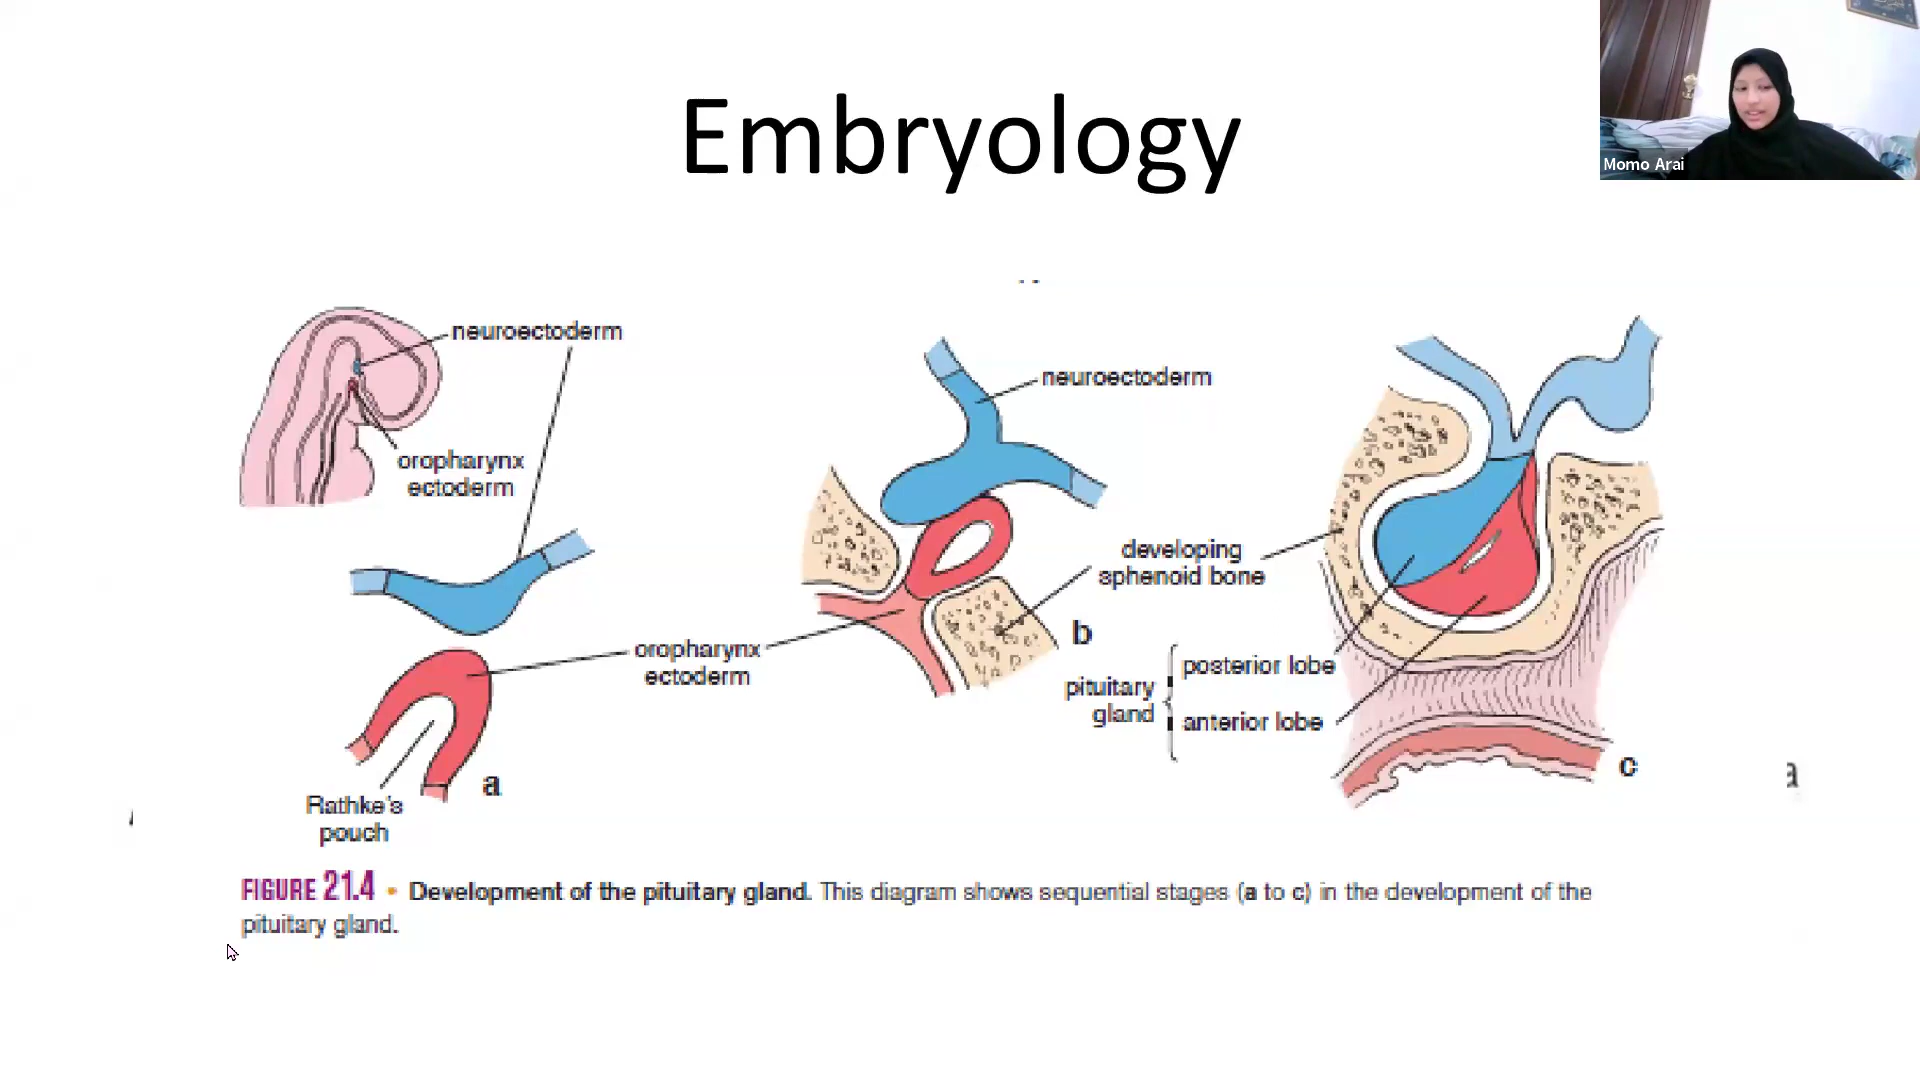 Embryology
Momo Arai
neuroectoderm
oropharynx
ectoderm
Rathke's
pouch
a
oropharynx
ectoderm
neuroectoderm
developing
sphenoid bone
b
pituitary
gland
posterior lobe
anterior lobe
c
a
FIGURE 21.4 • Development of the pituitary gland. This diagram shows sequential stages (a to c) in the development of the
pituitary gland.